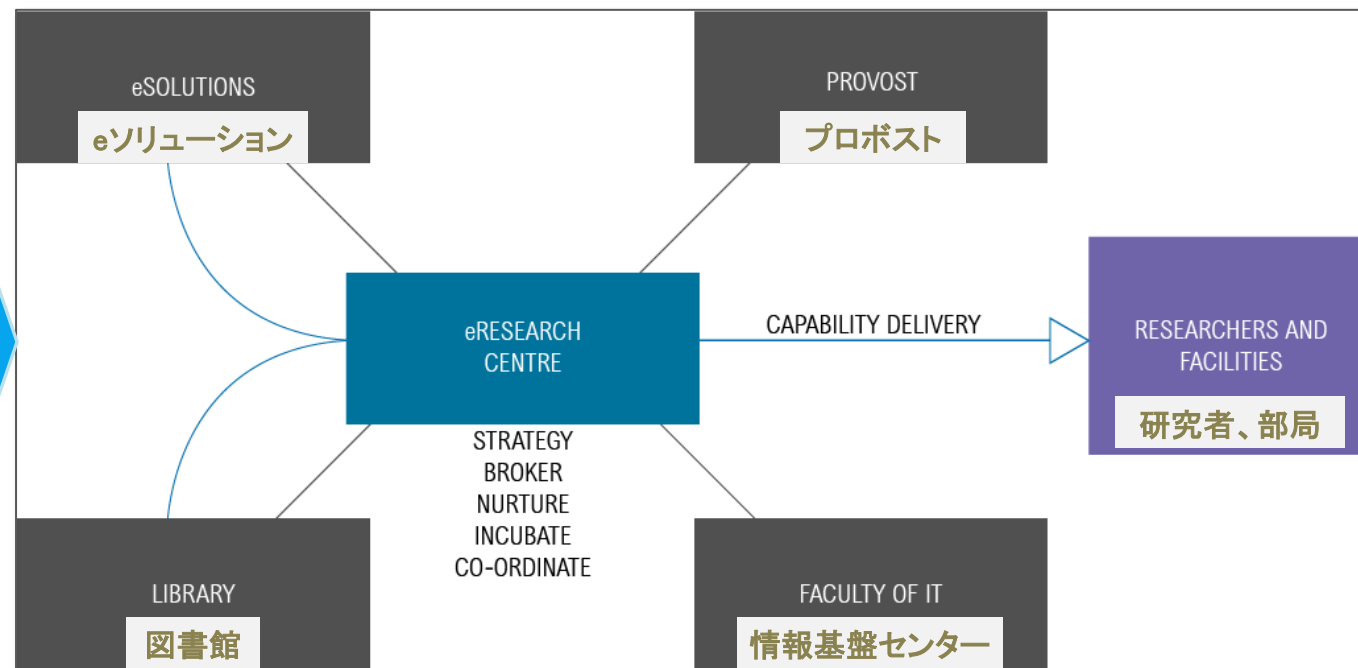 eSOLUTIONS
eソリューション
PROVOST
プロボスト
eRESEARCH
CENTRE
CAPABILITY DELIVERY
RESEARCHERS AND
FACILITIES
研究者、部局
STRATEGY
BROKER
NURTURE
INCUBATE
CO-ORDINATE
LIBRARY
図書館
FACULTY OF IT
情報基盤センター